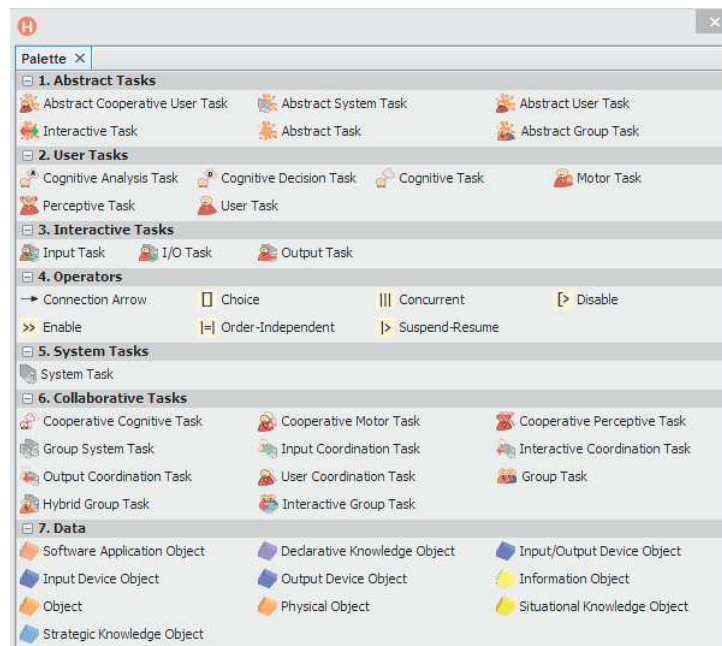 H
×
Palette ×
1. Abstract Tasks
Abstract Cooperative User Task Abstract System Task Abstract User Task
Interactive Task Abstract Task Abstract Group Task
2. User Tasks
Cognitive Analysis Task Cognitive Decision Task Cognitive Task Motor Task
Perceptive Task User Task
3. Interactive Tasks
Input Task I/O Task Output Task
4. Operators
Connection Arrow [] Choice ||| Concurrent [> Disable
>> Enable |=| Order-Independent |> Suspend-Resume
5. System Tasks
System Task
6. Collaborative Tasks
Cooperative Cognitive Task Cooperative Motor Task Cooperative Perceptive Task
Group System Task Input Coordination Task Interactive Coordination Task
Output Coordination Task User Coordination Task Group Task
Hybrid Group Task Interactive Group Task
7. Data
Software Application Object Declarative Knowledge Object Input/Output Device Object
Input Device Object Output Device Object Information Object
Object Physical Object Situational Knowledge Object
Strategic Knowledge Object